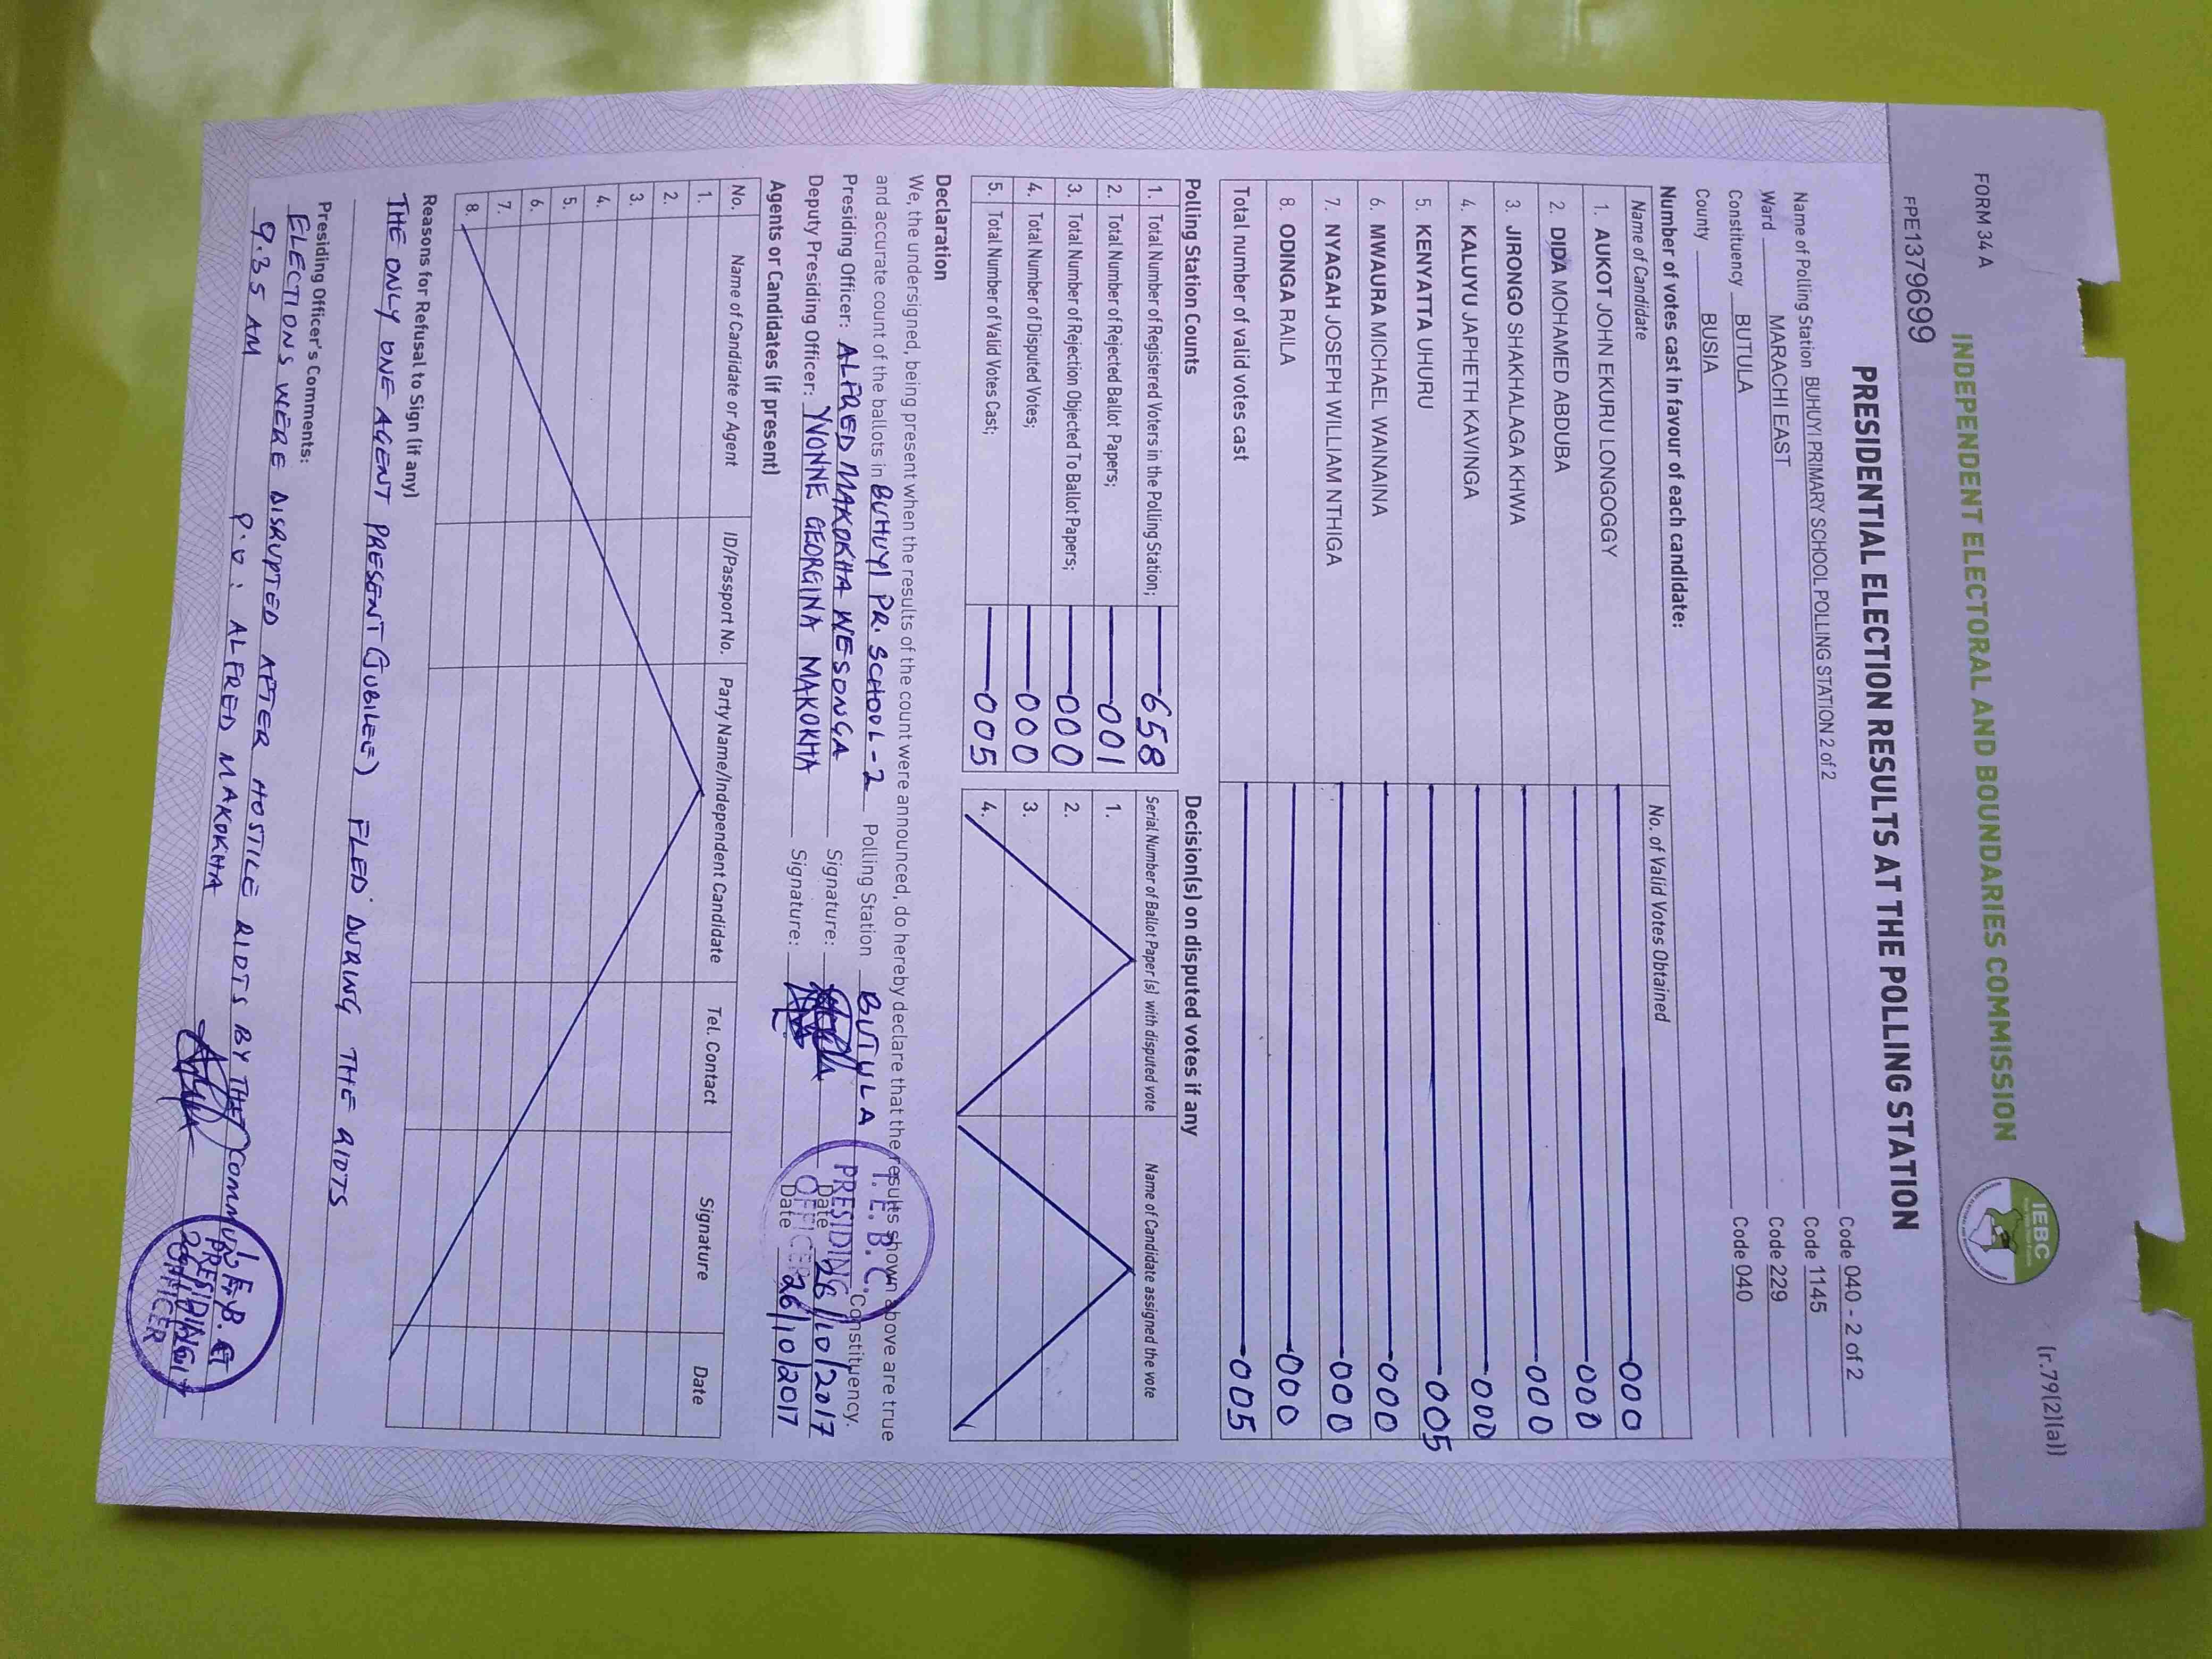 FORM 34 A
(r.79(2)(a))
INDEPENDENT ELECTORAL AND BOUNDARIES COMMISSION
IEBC
FPE1379699
PRESIDENTIAL ELECTION RESULTS AT THE POLLING STATION
Name of Polling Station BUHUYI PRIMARY SCHOOL POLLING STATION 2 of 2 Code 040 - 2 of 2
Ward MARACHI EAST Code 1145
Constituency BUTULA Code 229
County BUSIA Code 040
Number of votes cast in favour of each candidate:
Name of Candidate No. of Valid Votes Obtained
1. AUKOT JOHN EKURU LONGOGGY 000
2. DIDA MOHAMED ABDUBA 000
3. JIRONGO SHAKHALAGA KHWA 000
4. KALUYU JAPHETH KAVINGA 000
5. KENYATTA UHURU 005
6. MWAURA MICHAEL WAINAINA 000
7. NYAGAH JOSEPH WILLIAM NTHIGA 000
8. ODINGA RAILA 000
Total number of valid votes cast 005
Polling Station Counts Decision(s) on disputed votes if any
1. Total Number of Registered Voters in the Polling Station; 658 Serial Number of Ballot Paper (s) with disputed vote Name of Candidate assigned the vote
2. Total Number of Rejected Ballot Papers; 001 1.
3. Total Number of Rejection Objected To Ballot Papers; 000 2.
4. Total Number of Disputed Votes; 000 3.
5. Total Number of Valid Votes Cast; 005 4.
Declaration
We, the undersigned, being present when the results of the count were announced, do hereby declare that the results shown above are true
and accurate count of the ballots in BUHUYI PR. SCHOOL - 2 Polling Station BUTULA Constituency.
Presiding Officer: ALFRED MAKOKHA WESONGA Signature: Date 26/10/2017
Deputy Presiding Officer: YVONNE GEORGINA MAKOKHA Signature: Date 26/10/2017
I.E.B.C.
PRESIDING
OFFICER
Agents or Candidates (if present)
No. Name of Candidate or Agent ID/Passport No. Party Name/Independent Candidate Tel. Contact Signature Date
1.
2.
3.
4.
5.
6.
7.
8.
Reasons for Refusal to Sign (if any)
THE ONLY ONE AGENT PRESENT (JUBILEE) FLED DURING THE RIOTS
Presiding Officer's Comments:
ELECTIONS WERE DISRUPTED AFTER HOSTILE RIOTS BY THE COMMUNITY
9.35 AM P.O: ALFRED MAKOKHA
I.E.B.C
PRESIDING
OFFICER